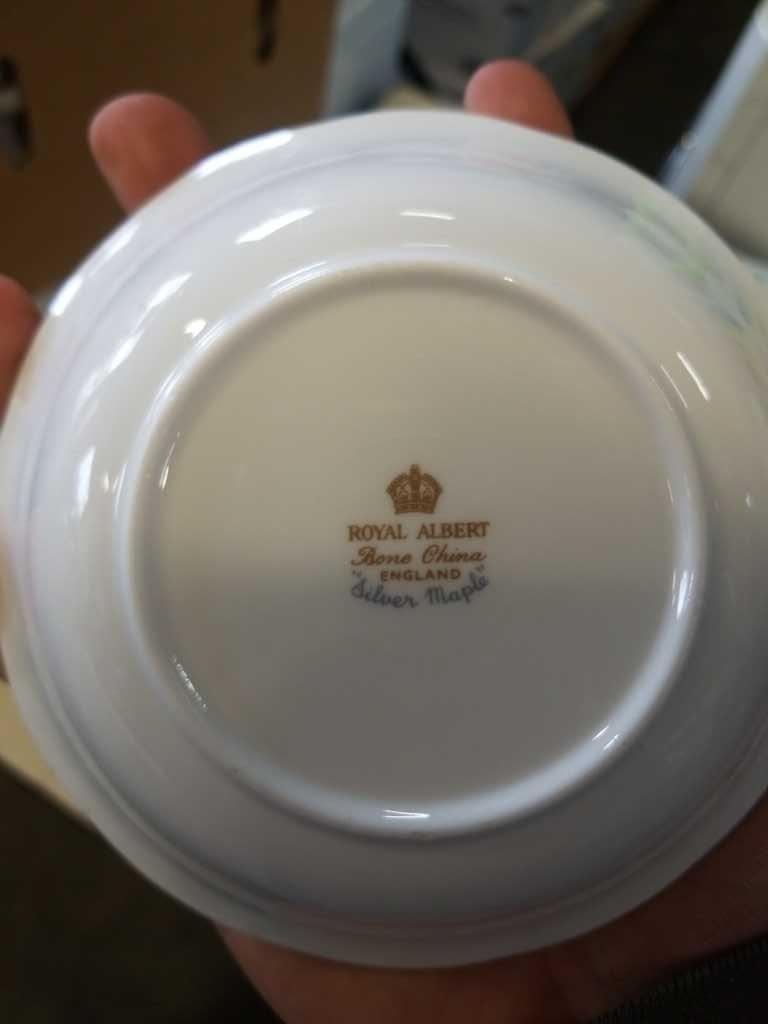 ROYAL ALBERT
Bone China
ENGLAND
"Silver Maple"